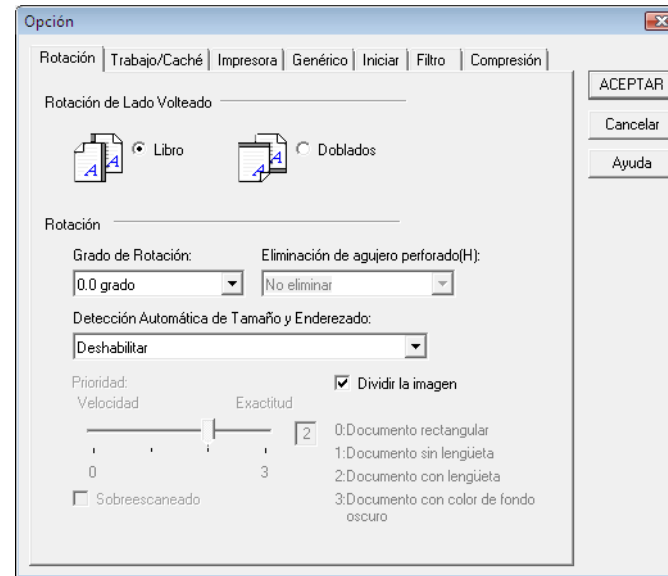 Opción
Rotación Trabajo/Caché Impresora Genérico Iniciar Filtro Compresión
ACEPTAR
Cancelar
Ayuda
Rotación de Lado Volteado
A A Libro A A Doblados
Rotación
Grado de Rotación: Eliminación de agujero perforado(H):
0.0 grado No eliminar
Detección Automática de Tamaño y Enderezado:
Deshabilitar
Prioridad: Dividir la imagen
Velocidad Exactitud
2 0:Documento rectangular
1:Documento sin lengüeta
0 3 2:Documento con lengüeta
Sobreescaneado 3:Documento con color de fondo
oscuro